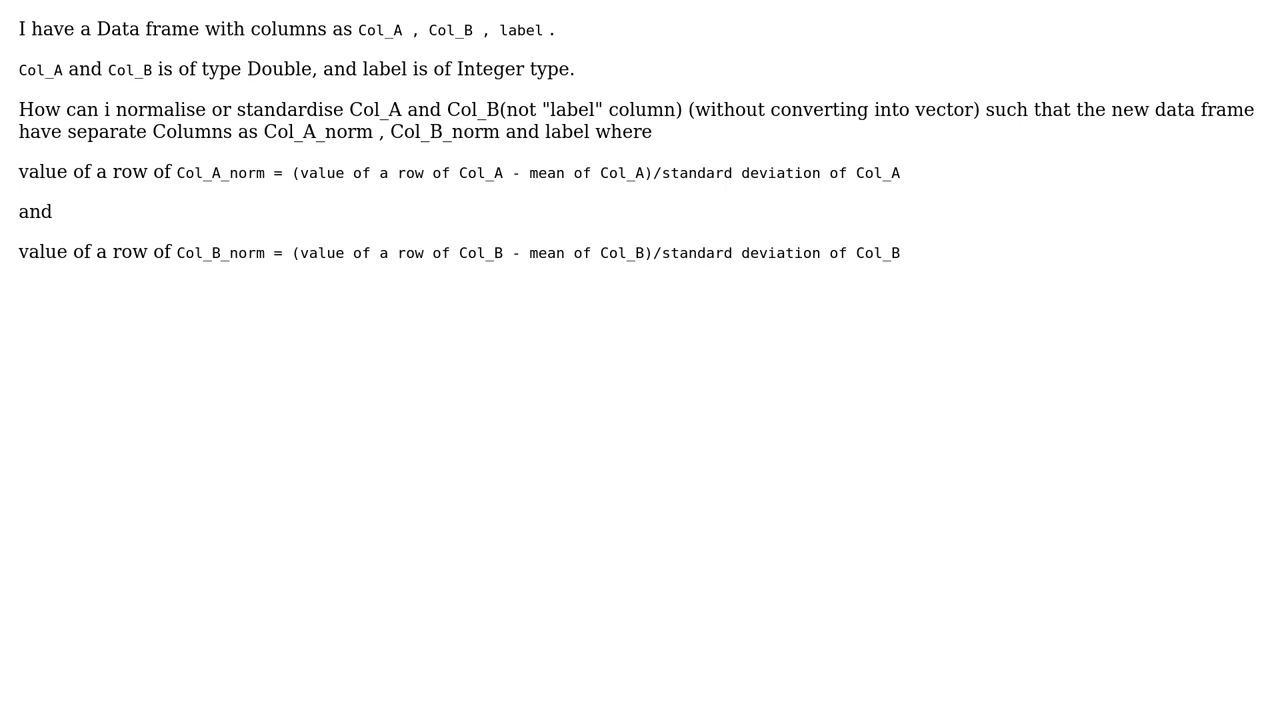 I have a Data frame with columns as Col_A , Col_B , label .
Col_A and Col_B is of type Double, and label is of Integer type.
How can i normalise or standardise Col_A and Col_B(not "label" column) (without converting into vector) such that the new data frame
have separate Columns as Col_A_norm , Col_B_norm and label where
value of a row of Col_A_norm = (value of a row of Col_A - mean of Col_A)/standard deviation of Col_A
and
value of a row of Col_B_norm = (value of a row of Col_B - mean of Col_B)/standard deviation of Col_B